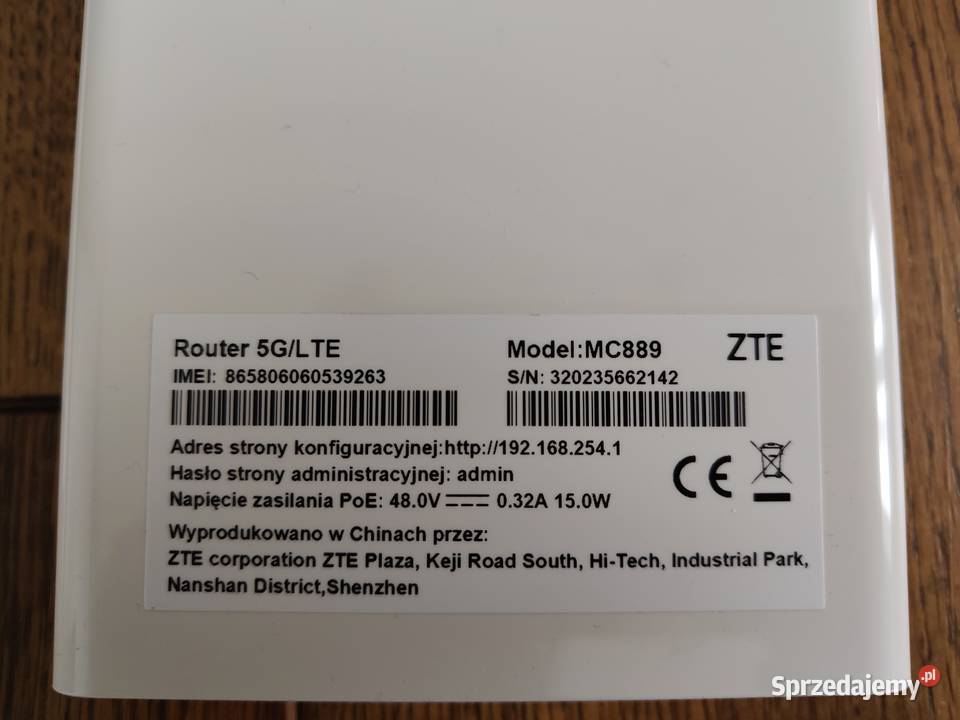 Router 5G/LTE
Model:MC889
ZTE
IMEI: 865806060539263
S/N: 320235662142
Adres strony konfiguracyjnej:http://192.168.254.1
Hasło strony administracyjnej: admin
Napięcie zasilania PoE: 48.0V 0.32A 15.0W
CE
Wyprodukowano w Chinach przez:
ZTE corporation ZTE Plaza, Keji Road South, Hi-Tech, Industrial Park,
Nanshan District,Shenzhen
Sprzedajemy.pl